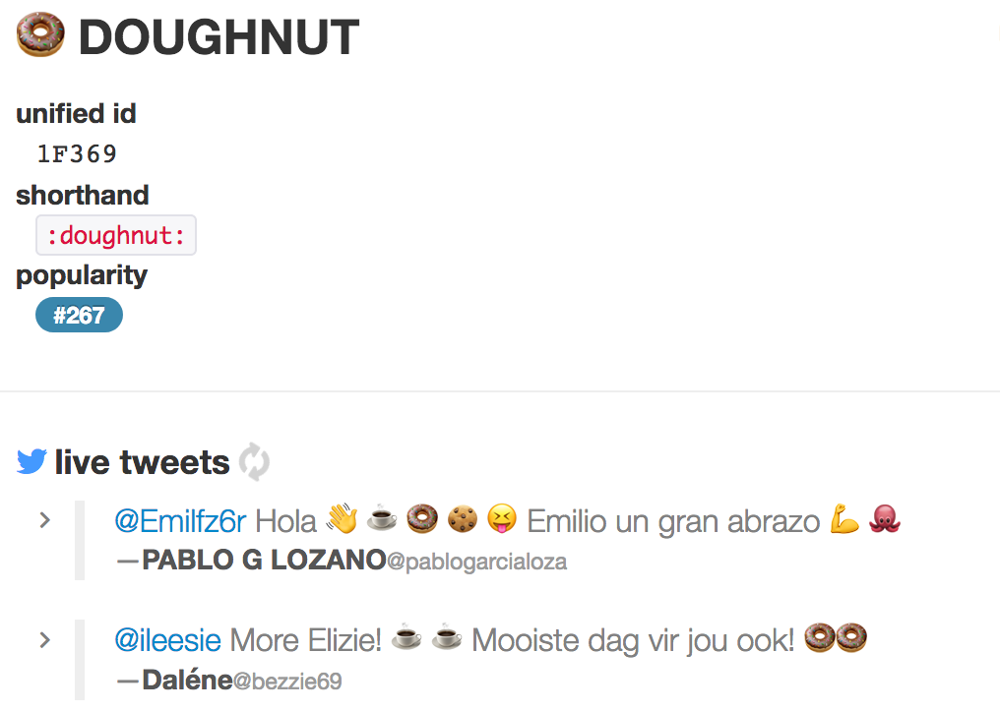 🍩 DOUGHNUT
unified id
1F369
shorthand
:doughnut:
popularity
#267
live tweets
@Emilfz6r Hola 👋 ☕ 🍩 🍪 😝 Emilio un gran abrazo 💪 🐙
—PABLO G LOZANO@pablogarcialoza
@ileesie More Elizie! ☕ ☕ Mooiste dag vir jou ook! 🍩🍩
—Daléne@bezzie69